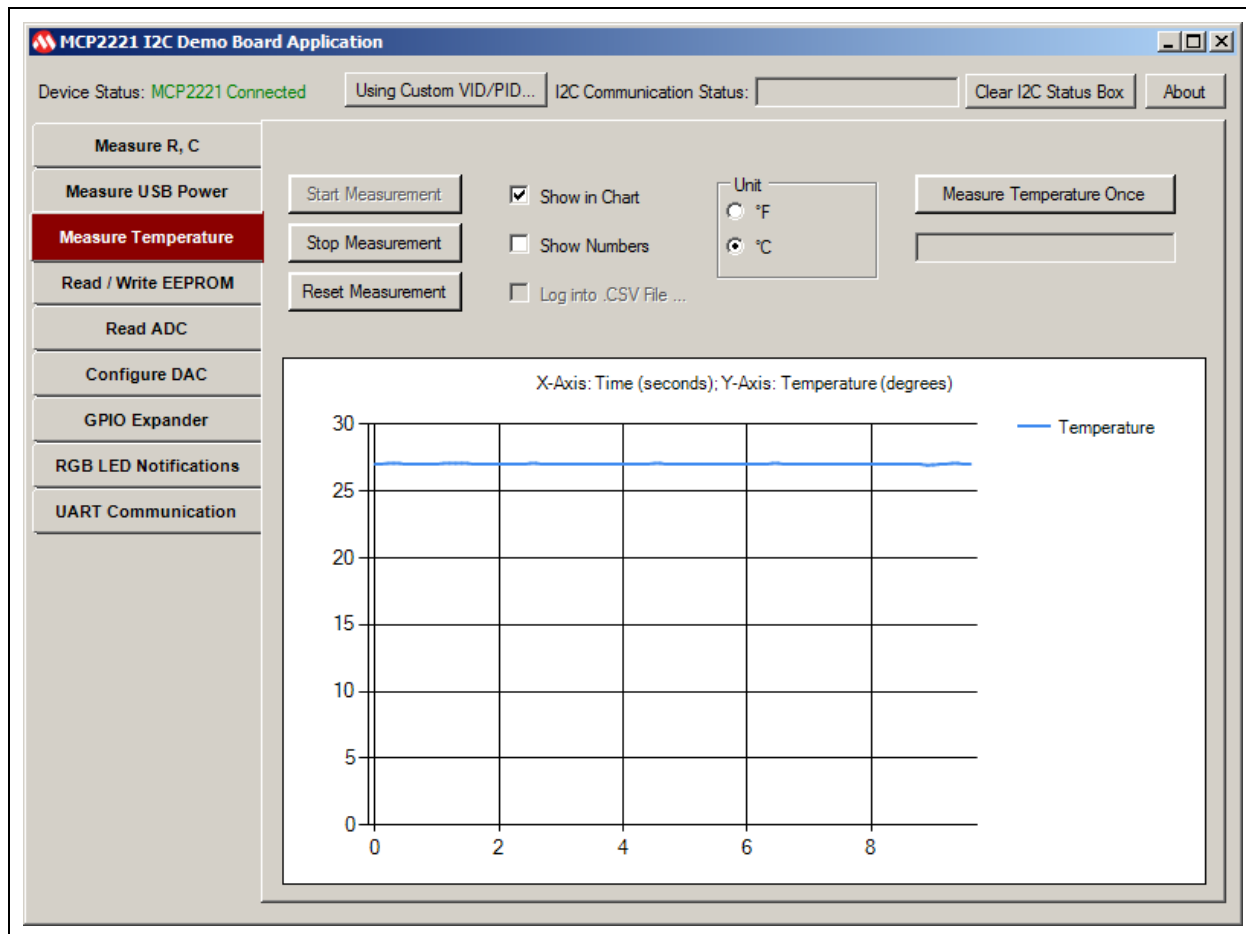 MCP2221 I2C Demo Board Application
Device Status: MCP2221 Connected Using Custom VID/PID... I2C Communication Status: Clear I2C Status Box About
Measure R, C
Measure USB Power
Measure Temperature
Read / Write EEPROM
Read ADC
Configure DAC
GPIO Expander
RGB LED Notifications
UART Communication
Start Measurement
Stop Measurement
Reset Measurement
Show in Chart
Show Numbers
Log into .CSV File ...
Unit
°F
°C
Measure Temperature Once
X-Axis: Time (seconds); Y-Axis: Temperature (degrees)
Temperature
30
25
20
15
10
5
0
0 2 4 6 8